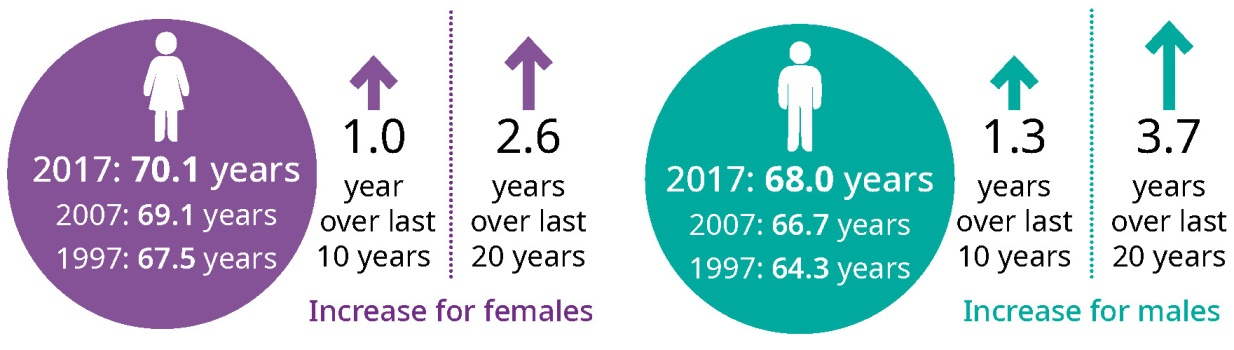 2017: 70.1 years
2007: 69.1 years
1997: 67.5 years
1.0
year
over last
10 years
2.6
years
over last
20 years
Increase for females
2017: 68.0 years
2007: 66.7 years
1997: 64.3 years
1.3
years
over last
10 years
3.7
years
over last
20 years
Increase for males